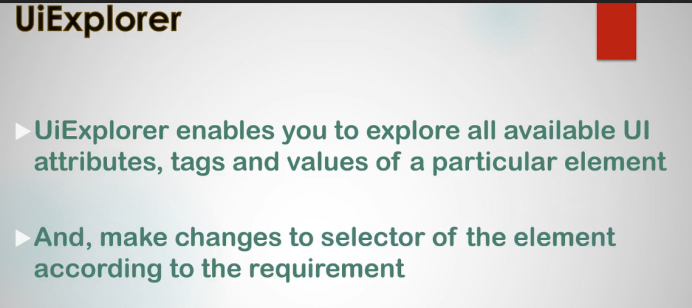 UiExplorer
UiExplorer enables you to explore all available UI
attributes, tags and values of a particular element
And, make changes to selector of the element
according to the requirement